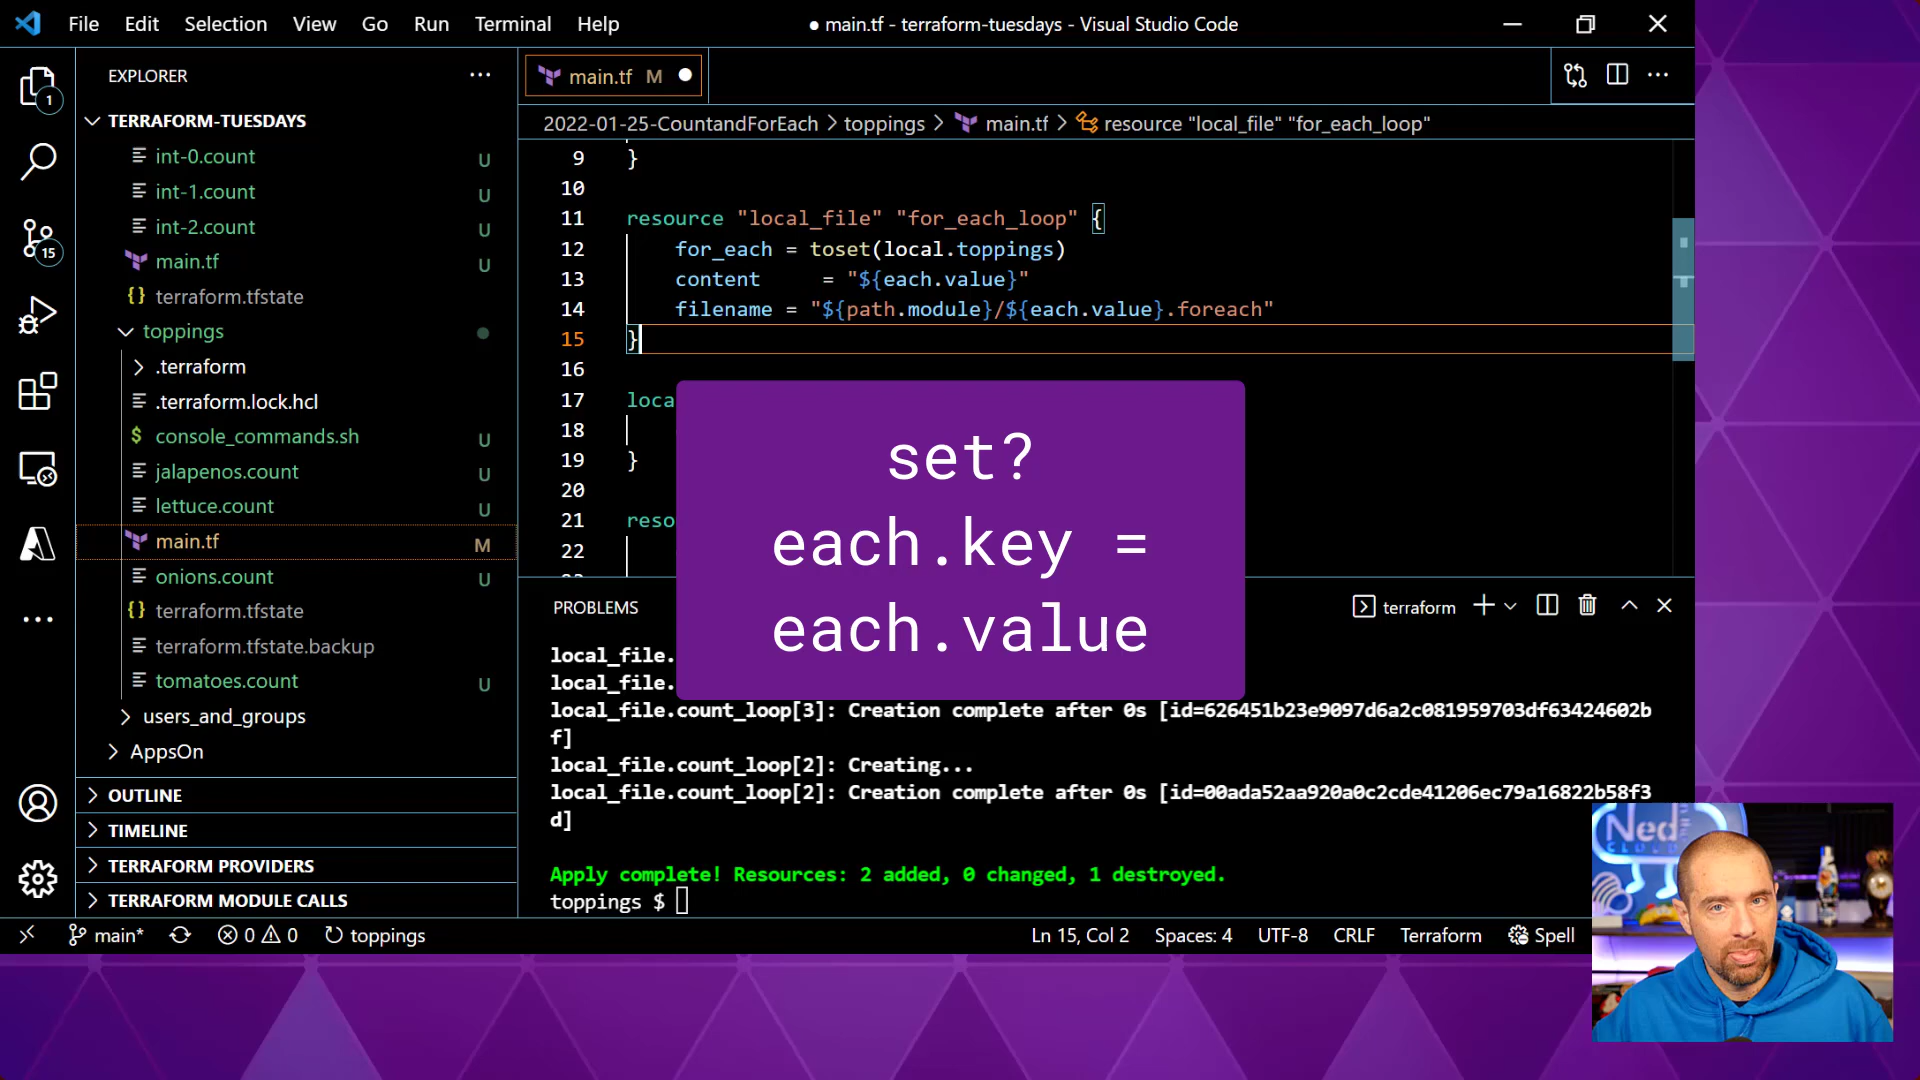 File Edit Selection View Go Run Terminal Help
● main.tf - terraform-tuesdays - Visual Studio Code
EXPLORER ...
TERRAFORM-TUESDAYS
int-0.count U
int-1.count U
int-2.count U
main.tf U
{} terraform.tfstate
toppings
.terraform
.terraform.lock.hcl
$ console_commands.sh U
jalapenos.count U
lettuce.count U
main.tf M
onions.count U
{} terraform.tfstate
terraform.tfstate.backup
tomatoes.count U
users_and_groups
AppsOn
OUTLINE
TIMELINE
TERRAFORM PROVIDERS
TERRAFORM MODULE CALLS
1
15
main.tf M
2022-01-25-CountandForEach > toppings > main.tf > resource "local_file" "for_each_loop"
9 }
10
11 resource "local_file" "for_each_loop" {
12 for_each = toset(local.toppings)
13 content = "${each.value}"
14 filename = "${path.module}/${each.value}.foreach"
15 }
16
17 loca
18
19 }
20
21 reso
22
set?
each.key =
each.value
PROBLEMS
terraform
local_file.
local_file.
local_file.count_loop[3]: Creation complete after 0s [id=626451b23e9097d6a2c081959703df63424602b
f]
local_file.count_loop[2]: Creating...
local_file.count_loop[2]: Creation complete after 0s [id=00ada52aa920a0c2cde41206ec79a16822b58f3
d]
Apply complete! Resources: 2 added, 0 changed, 1 destroyed.
toppings $
main* 0 0 toppings
Ln 15, Col 2 Spaces: 4 UTF-8 CRLF Terraform Spell
Ned